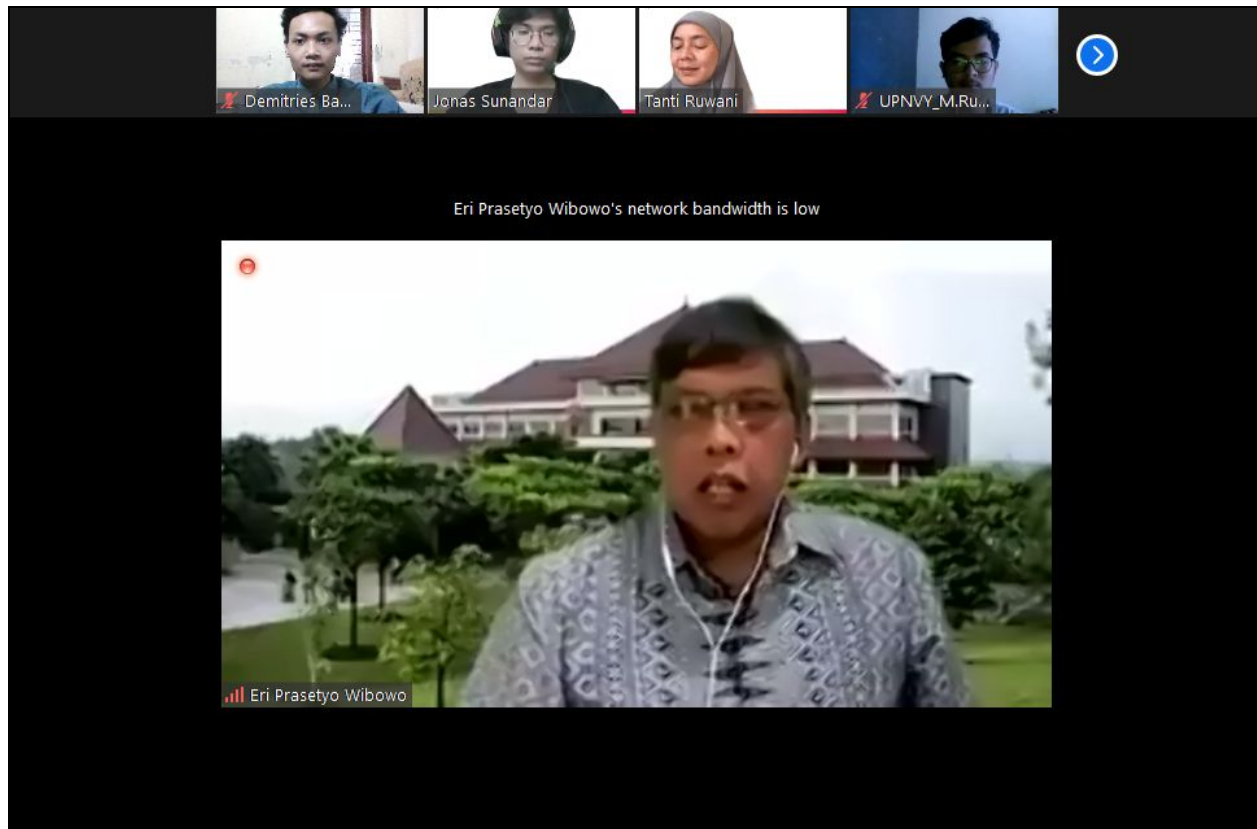 Demitries Ba...
Jonas Sunandar
Tanti Ruwani
UPNVY_M.Ru...
Eri Prasetyo Wibowo's network bandwidth is low
Eri Prasetyo Wibowo